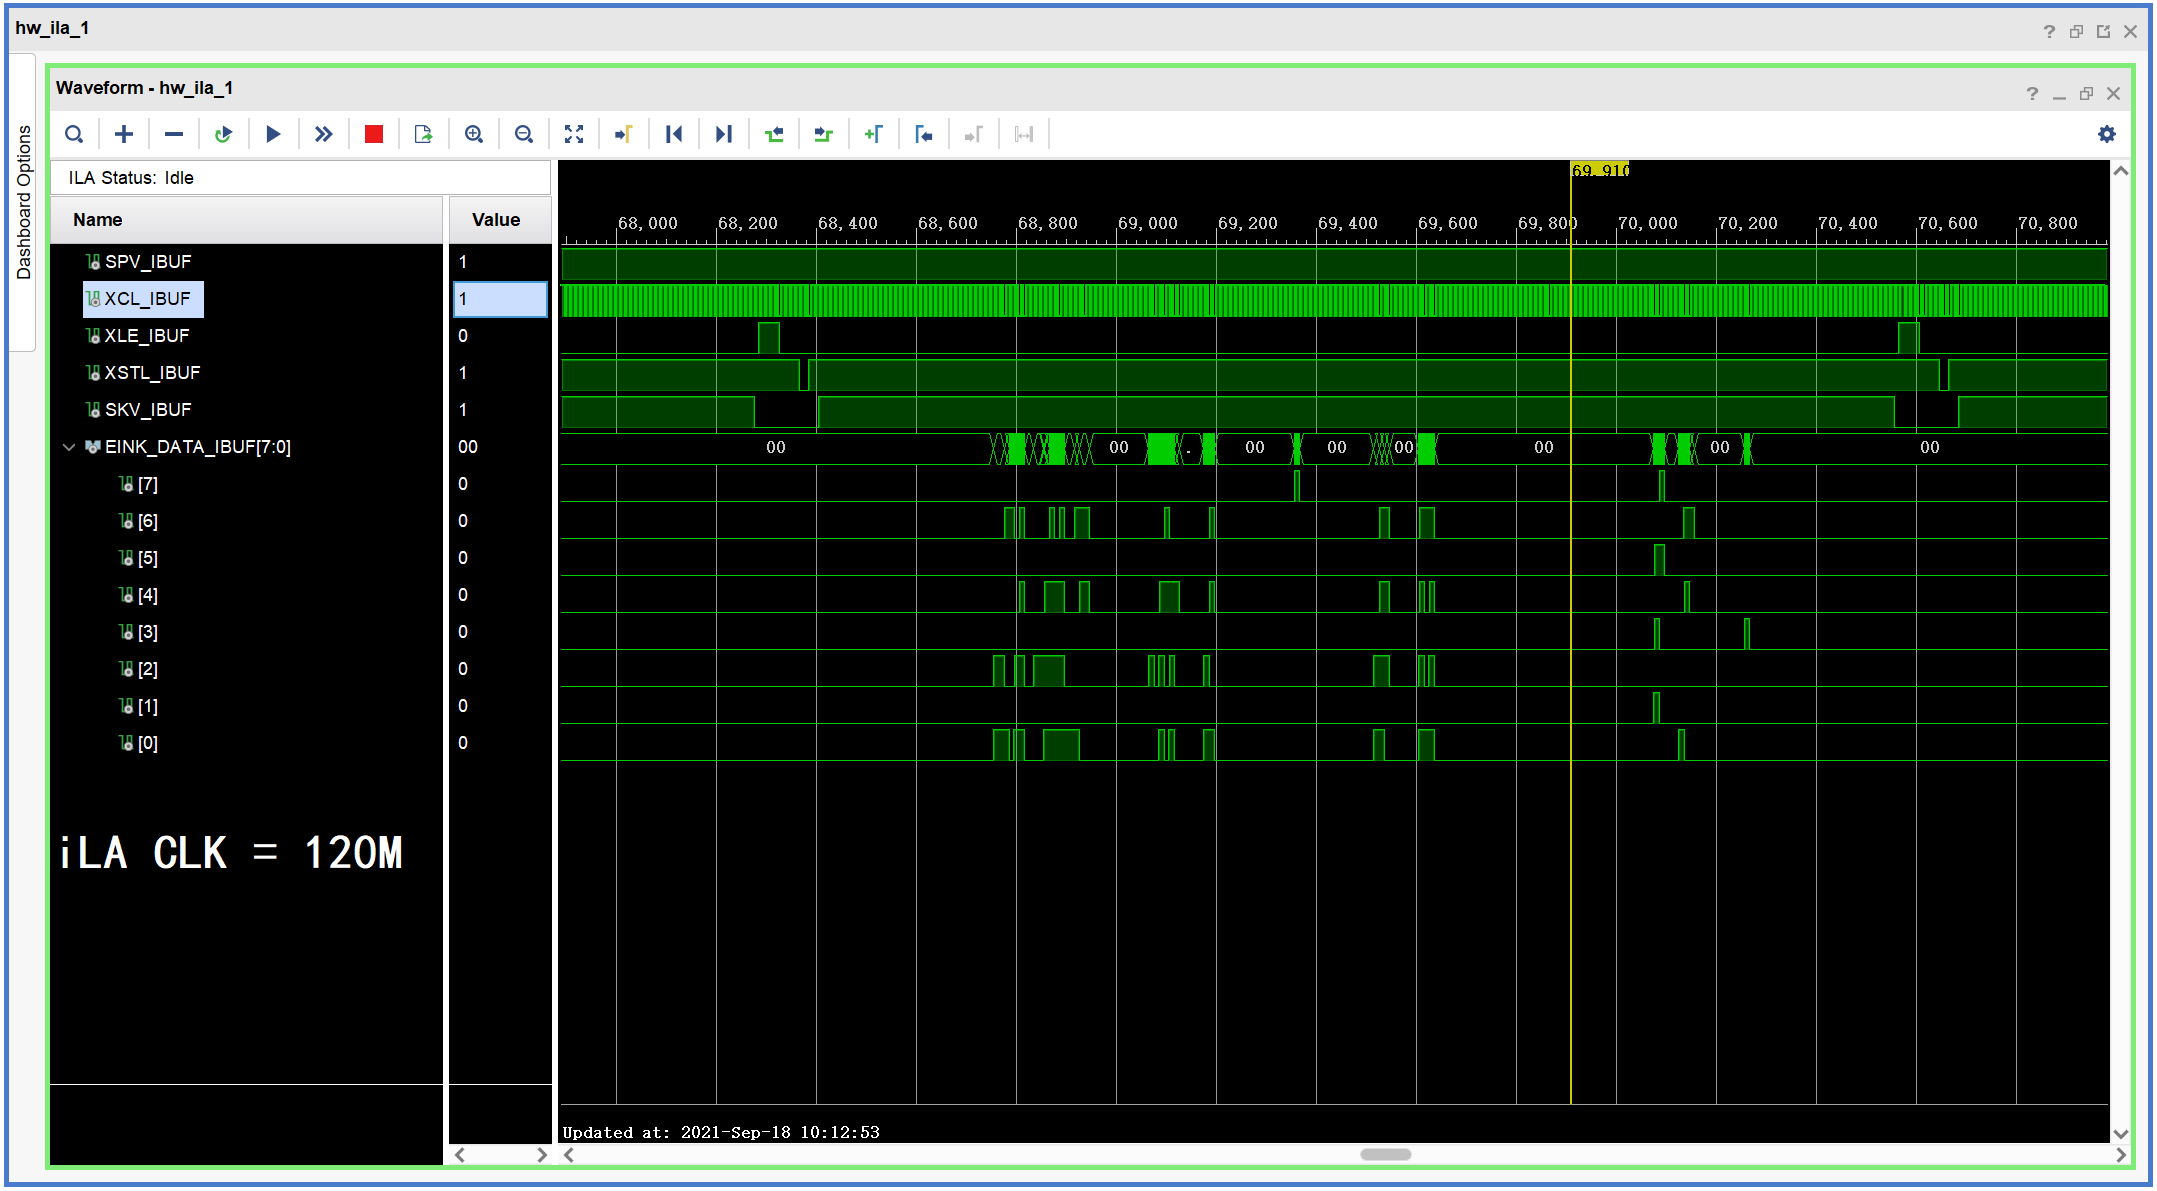 hw_ila_1
Dashboard Options
Waveform - hw_ila_1
ILA Status: Idle
Name Value
69,910
68,000 68,200 68,400 68,600 68,800 69,000 69,200 69,400 69,600 69,800 70,000 70,200 70,400 70,600 70,800
SPV_IBUF 1
XCL_IBUF 1
XLE_IBUF 0
XSTL_IBUF 1
SKV_IBUF 1
EINK_DATA_IBUF[7:0] 00 00 00 . 00 00 00 00 00 00
[7] 0
[6] 0
[5] 0
[4] 0
[3] 0
[2] 0
[1] 0
[0] 0
iLA CLK = 120M
Updated at: 2021-Sep-18 10:12:53